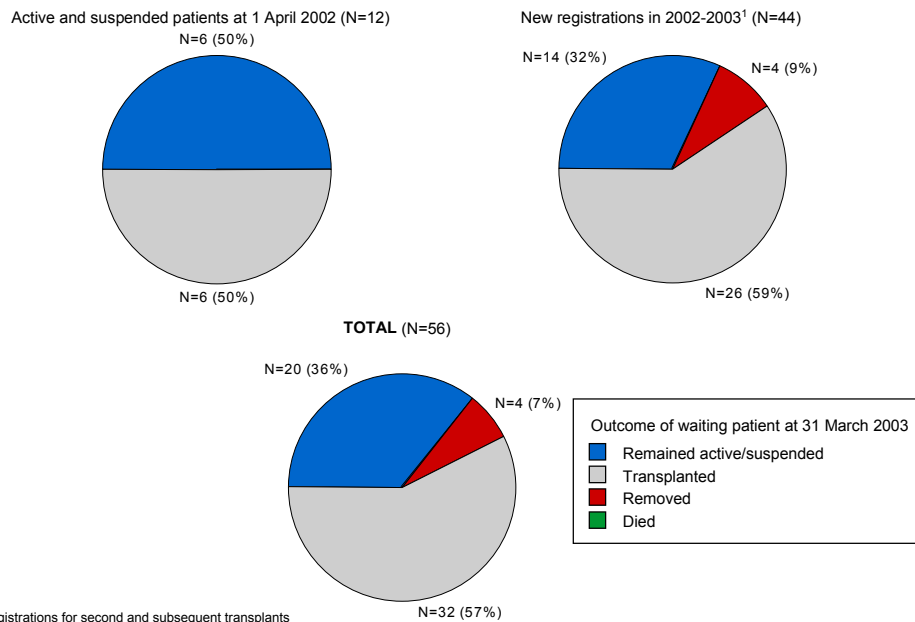 Active and suspended patients at 1 April 2002 (N=12)
N=6 (50%)
N=6 (50%)
New registrations in 2002-2003¹ (N=44)
N=14 (32%)
N=4 (9%)
N=26 (59%)
TOTAL (N=56)
N=20 (36%)
N=4 (7%)
N=32 (57%)
Outcome of waiting patient at 31 March 2003
Remained active/suspended
Transplanted
Removed
Died
for second and subsequent transplants